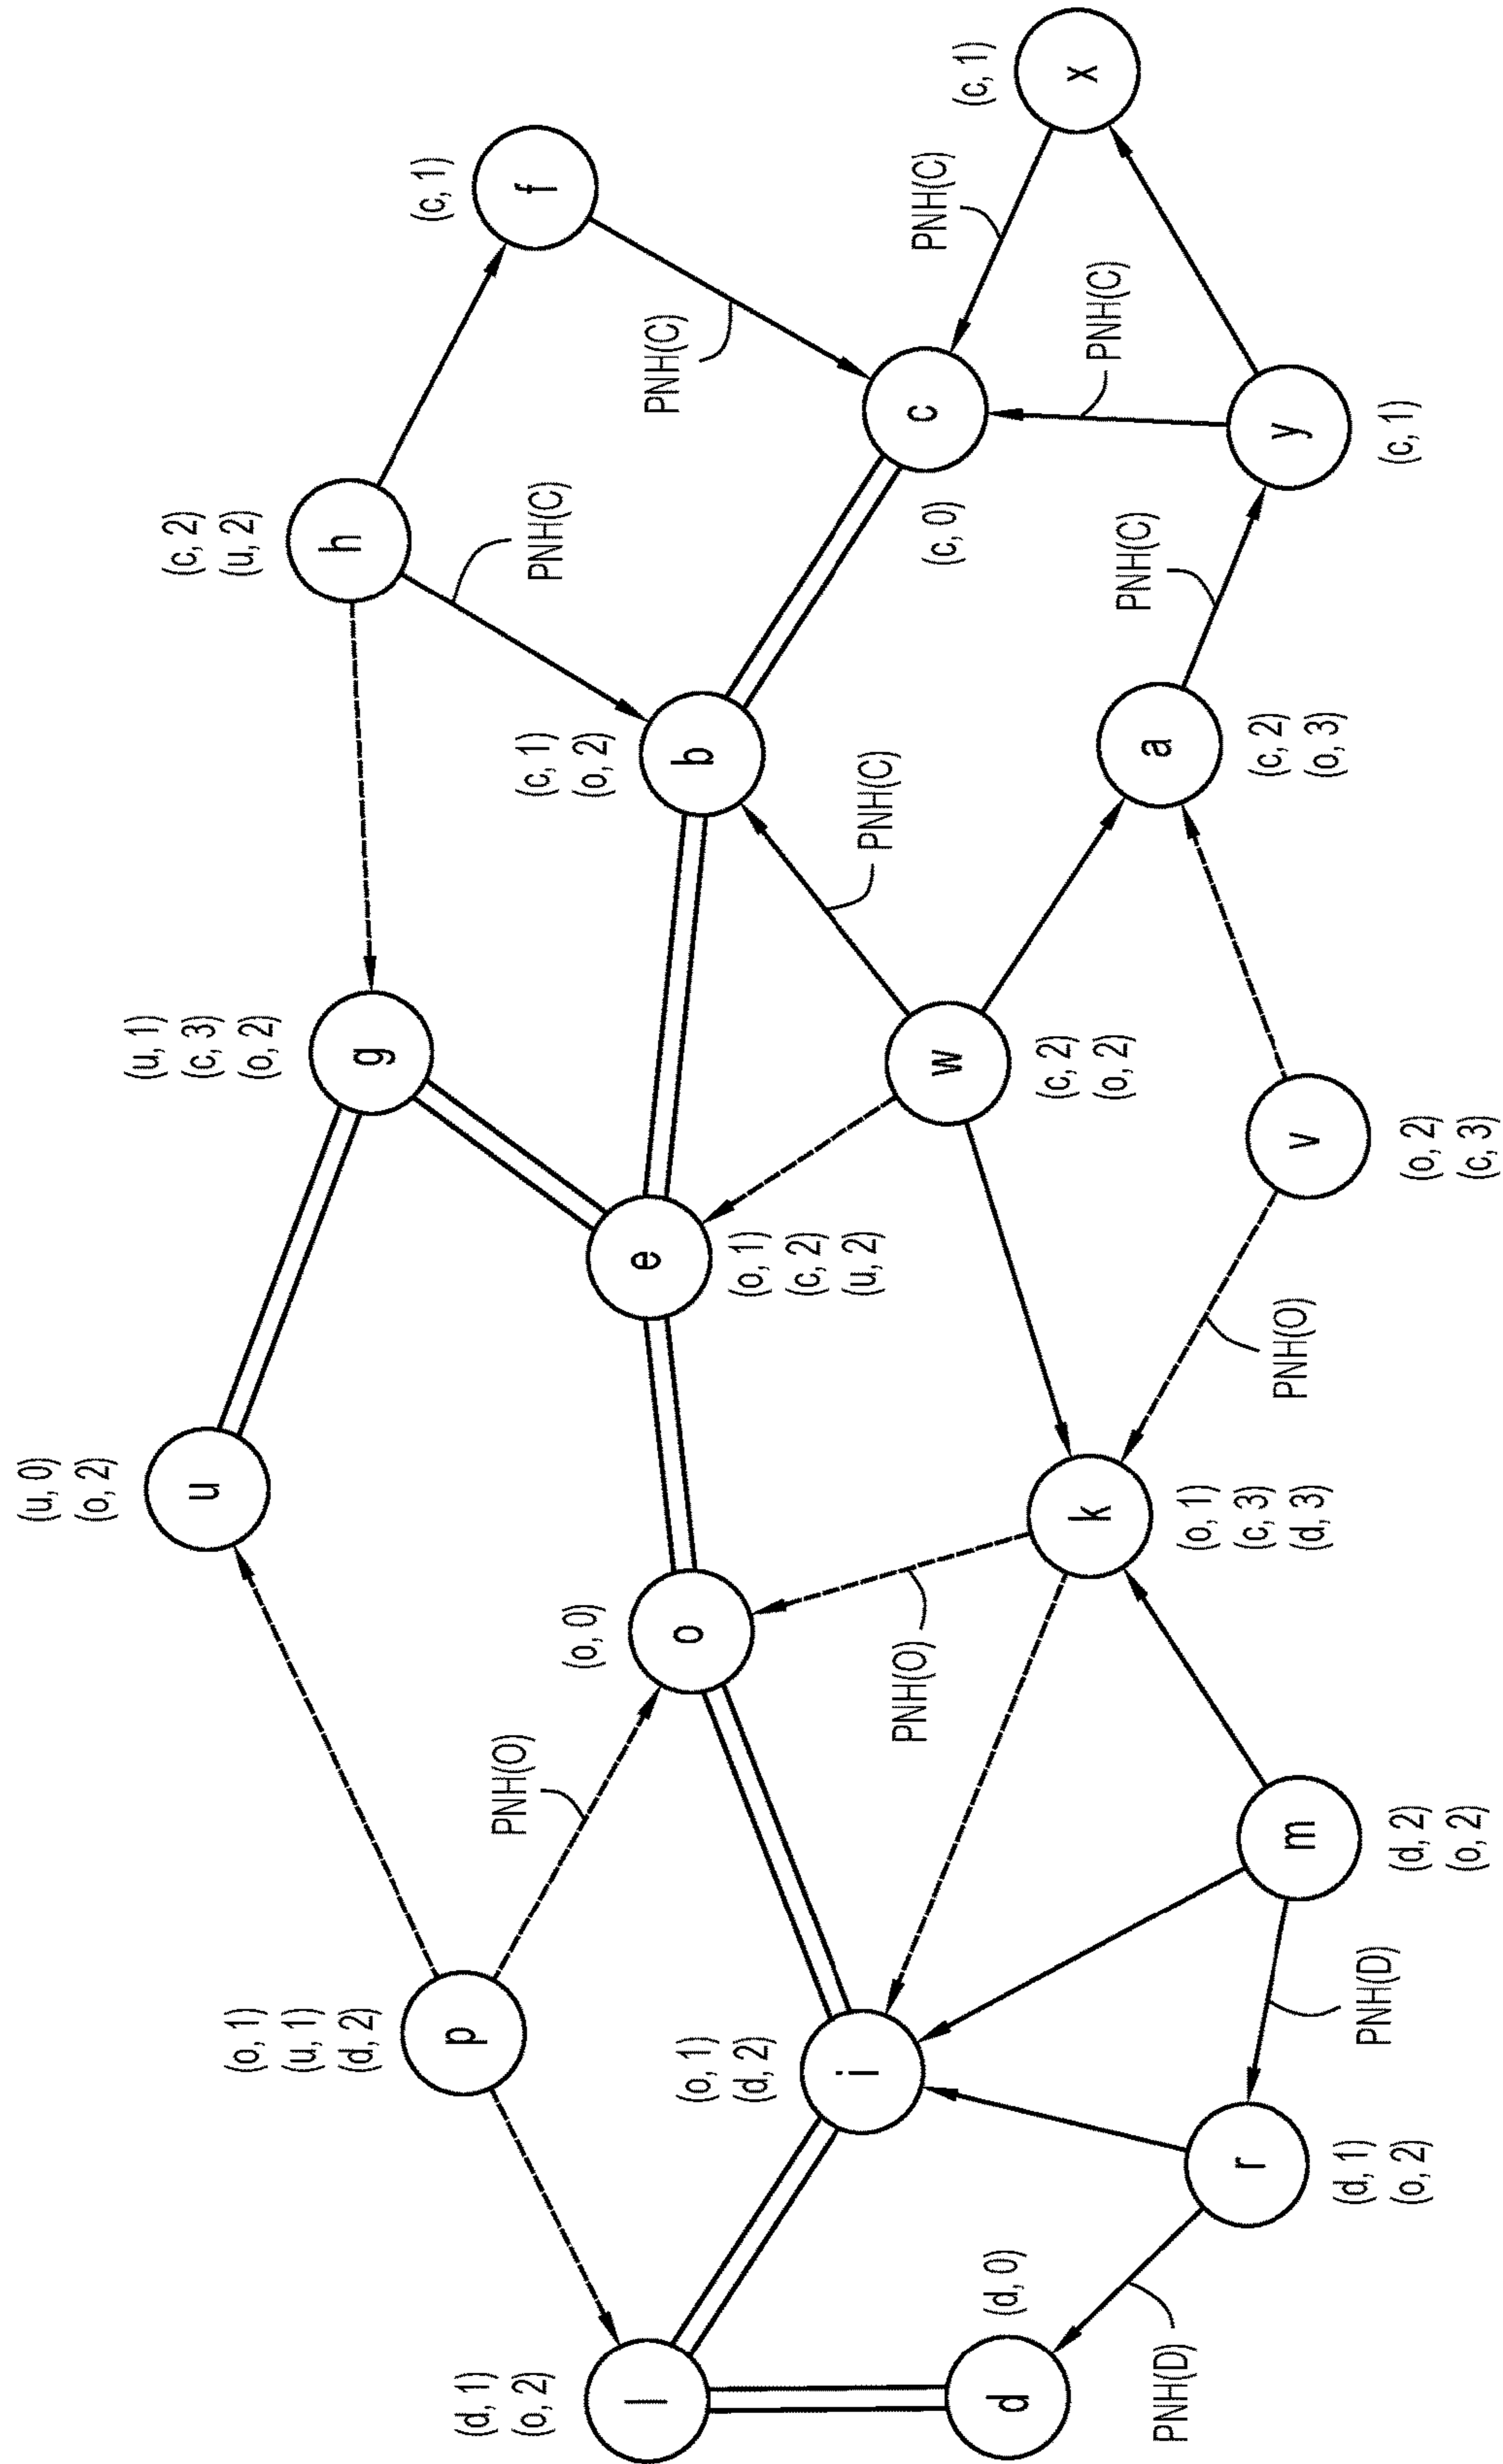 (u, 0)
(o, 2)
u
(u, 1)
(c, 3)
(o, 2)
g
(c, 2)
(u, 2)
h
(o, 1)
(u, 1)
(d, 2)
p
(c, 1)
f
(d, 1)
(o, 2)
l
PNH(O)
PNH(C)
(c, 1)
(o, 2)
b
(o, 0)
o
e
(o, 1)
(c, 2)
(u, 2)
PNH(C)
(o, 1)
(d, 2)
i
PNH(C)
PNH(O)
c
(c, 0)
PNH(C)
w
(c, 2)
(o, 2)
(c, 1)
x
(d, 0)
d
k
(o, 1)
(c, 3)
(d, 3)
PNH(C)
PNH(C)
a
(c, 2)
(o, 3)
PNH(D)
r
(d, 1)
(o, 2)
PNH(O)
y
(c, 1)
m
(d, 2)
(o, 2)
PNH(D)
v
(o, 2)
(c, 3)